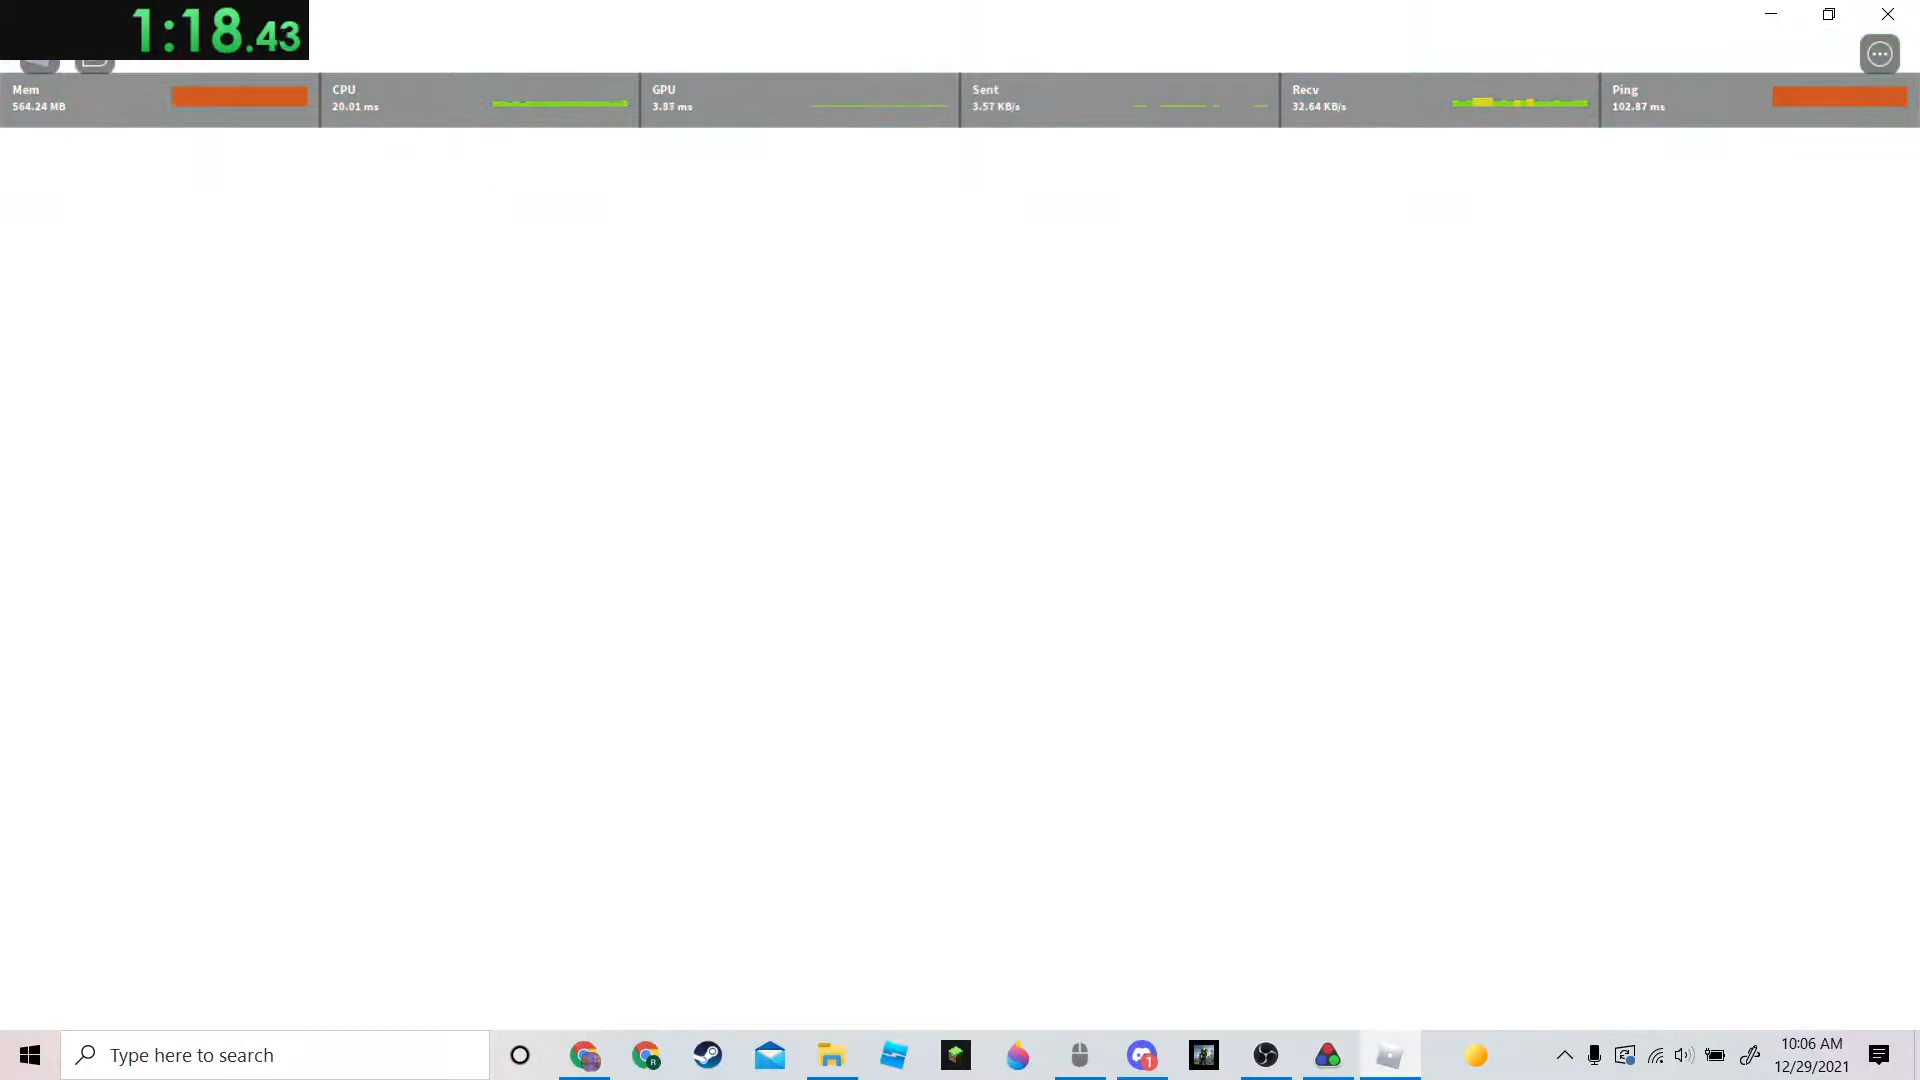 1:18.43
Mem
564.24 MB
CPU
20.01 ms
GPU
3.87 ms
Sent
3.57 KB/s
Recv
32.64 KB/s
Ping
102.87 ms
Type here to search
R
1
10:06 AM
12/29/2021